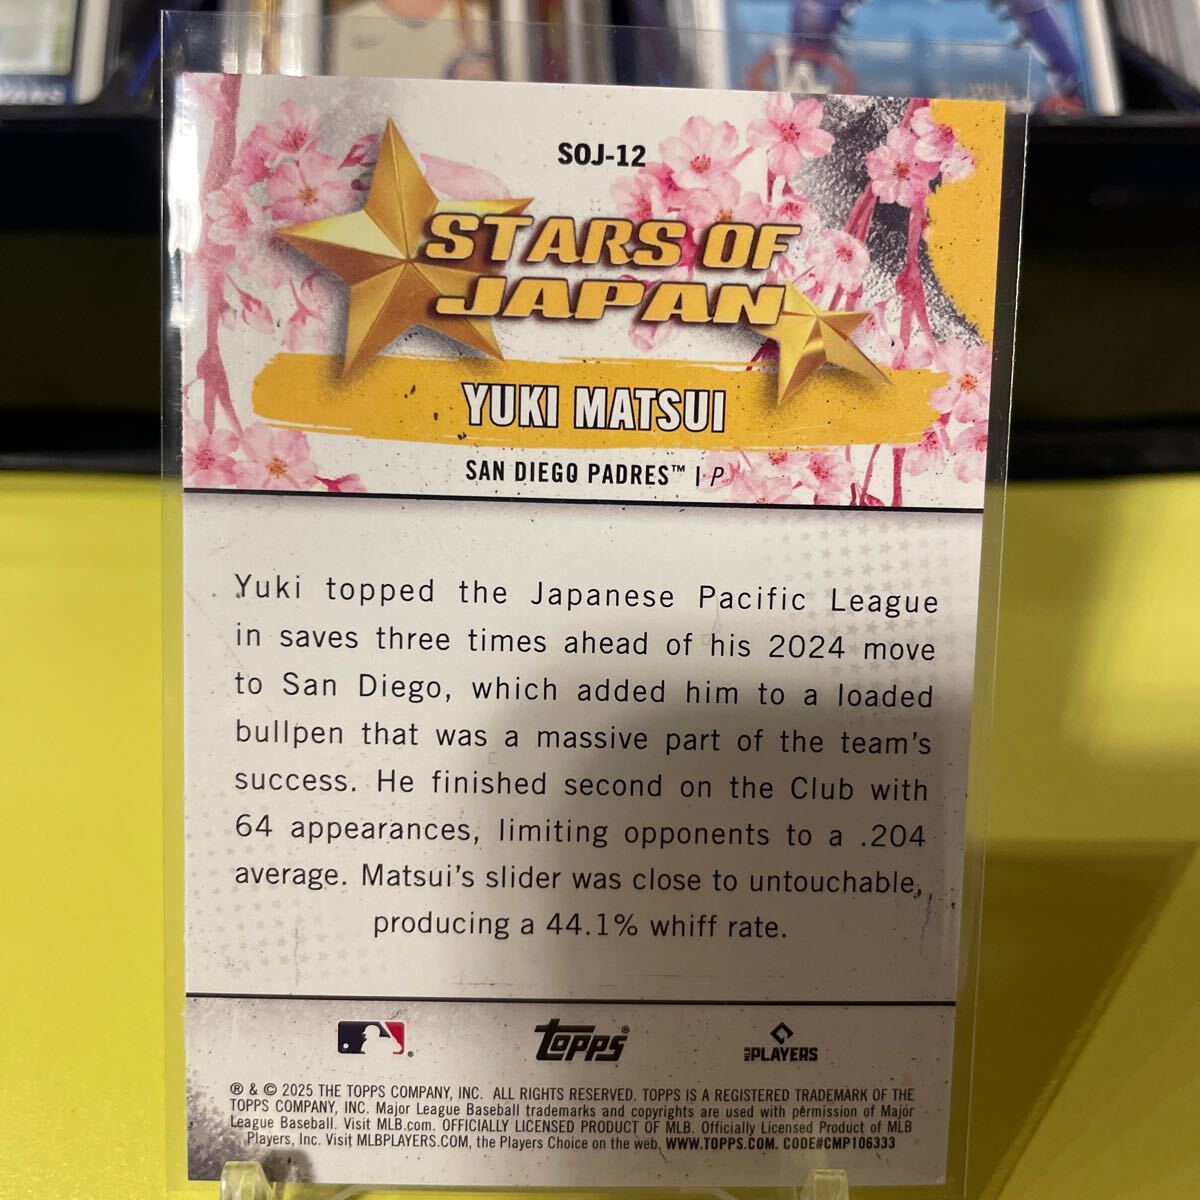 SOJ-12
STARS OF
JAPAN
YUKI MATSUI
SAN DIEGO PADRES™ | P
Yuki topped the Japanese Pacific League
in saves three times ahead of his 2024 move
to San Diego, which added him to a loaded
bullpen that was a massive part of the team's
success. He finished second on the Club with
64 appearances, limiting opponents to a .204
average. Matsui's slider was close to untouchable,
producing a 44.1% whiff rate.
topps®
MLB PLAYERS
® & © 2025 THE TOPPS COMPANY, INC. ALL RIGHTS RESERVED. TOPPS IS A REGISTERED TRADEMARK OF THE
TOPPS COMPANY, INC. Major League Baseball trademarks and copyrights are used with permission of Major
League Baseball. Visit MLB.com. OFFICIALLY LICENSED PRODUCT OF MLB. Officially Licensed Product of MLB
Players, Inc. Visit MLBPLAYERS.COM, the Players Choice on the web. WWW.TOPPS.COM. CODE#CMP106333